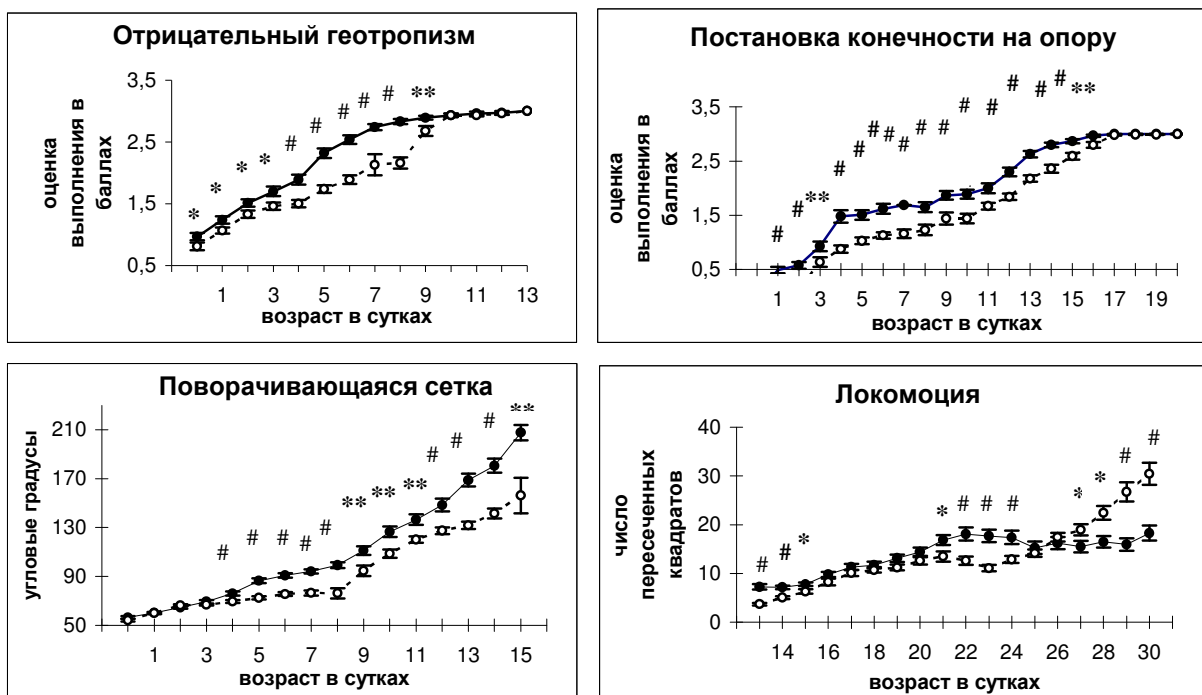 Отрицательный геотропизм
3,5
2,5
1,5
0,5
оценка
выполнения в
баллах
* * * * # # # # # **
1 3 5 7 9 11 13
возраст в сутках
Постановка конечности на опору
3,5
2,5
1,5
0,5
оценка
выполнения в
баллах
# # ** # # # # # # # # # # # # **
1 3 5 7 9 11 13 15 17 19
возраст в сутках
Поворачивающаяся сетка
210
170
130
90
50
угловые градусы
# # # # # ** ** ** # # # **
1 3 5 7 9 11 13 15
возраст в сутках
Локомоция
40
30
20
10
0
число
пересеченных
квадратов
# # * * # # # * * # #
14 16 18 20 22 24 26 28 30
возраст в сутках